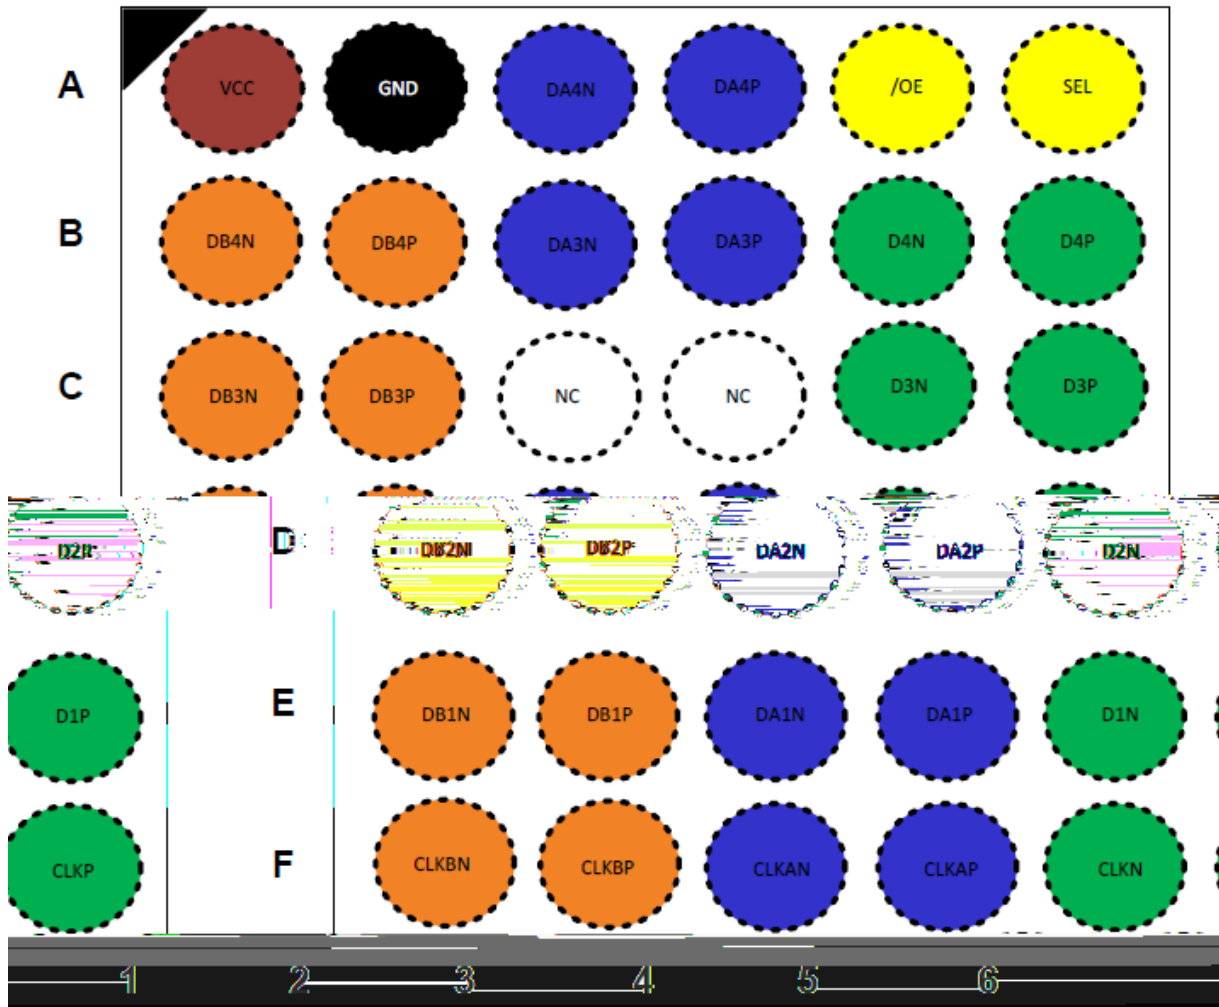 A VCC GND DA4N DA4P /OE SEL
B DB4N DB4P DA3N DA3P D4N D4P
C DB3N DB3P NC NC D3N D3P
D DB2N DB2P DA2N DA2P D2N
D1P E DB1N DB1P DA1N DA1P D1N
CLKP F CLKBN CLKBP CLKAN CLKAP CLKN
1 2 3 4 5 6